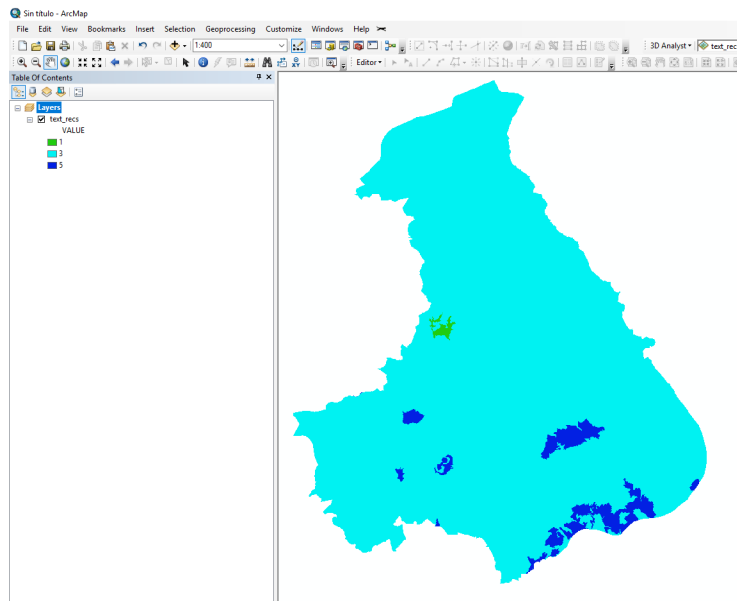 Sin título - ArcMap
File Edit View Bookmarks Insert Selection Geoprocessing Customize Windows Help
1:400
3D Analyst
text_rec
Editor
Table Of Contents
Layers
text_recs
VALUE
1
3
5